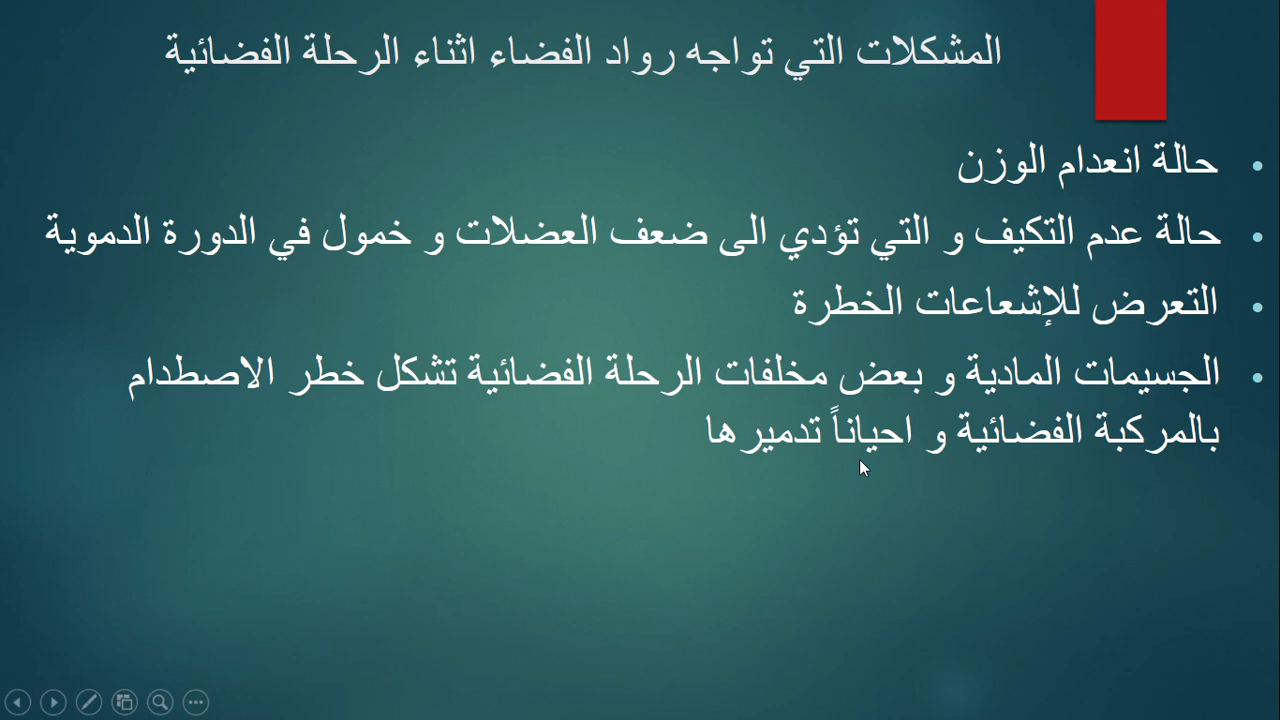 المشكلات التي تواجه رواد الفضاء اثناء الرحلة الفضائية
• حالة انعدام الوزن
• حالة عدم التكيف و التي تؤدي الى ضعف العضلات و خمول في الدورة الدموية
• التعرض للإشعاعات الخطرة
• الجسيمات المادية و بعض مخلفات الرحلة الفضائية تشكل خطر الاصطدام
بالمركبة الفضائية و احياناً تدميرها